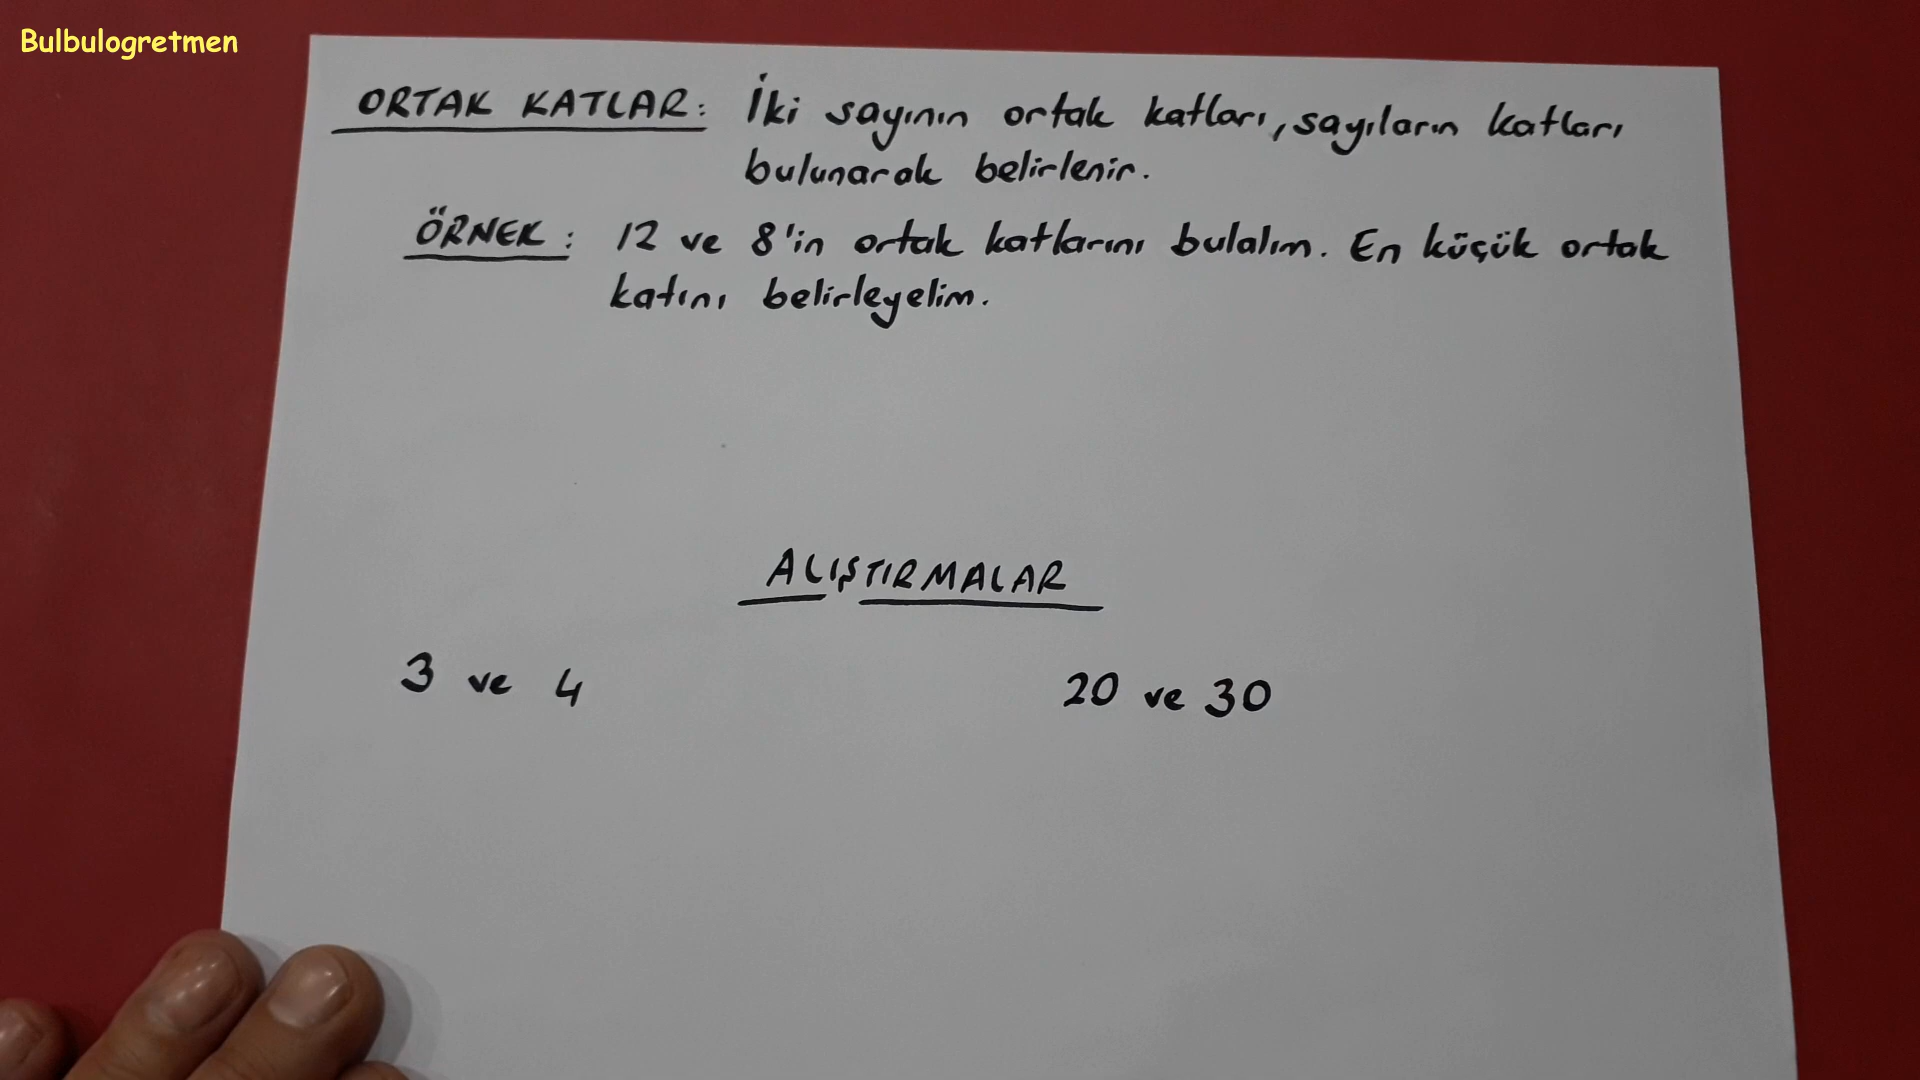 Bulbulogretmen
ORTAK KATLAR: İki sayının ortak katları, sayıların katları
bulunarak belirlenir.
ÖRNEK: 12 ve 8'in ortak katlarını bulalım. En küçük ortak
katını belirleyelim.
ALIŞTIRMALAR
3 ve 4 20 ve 30